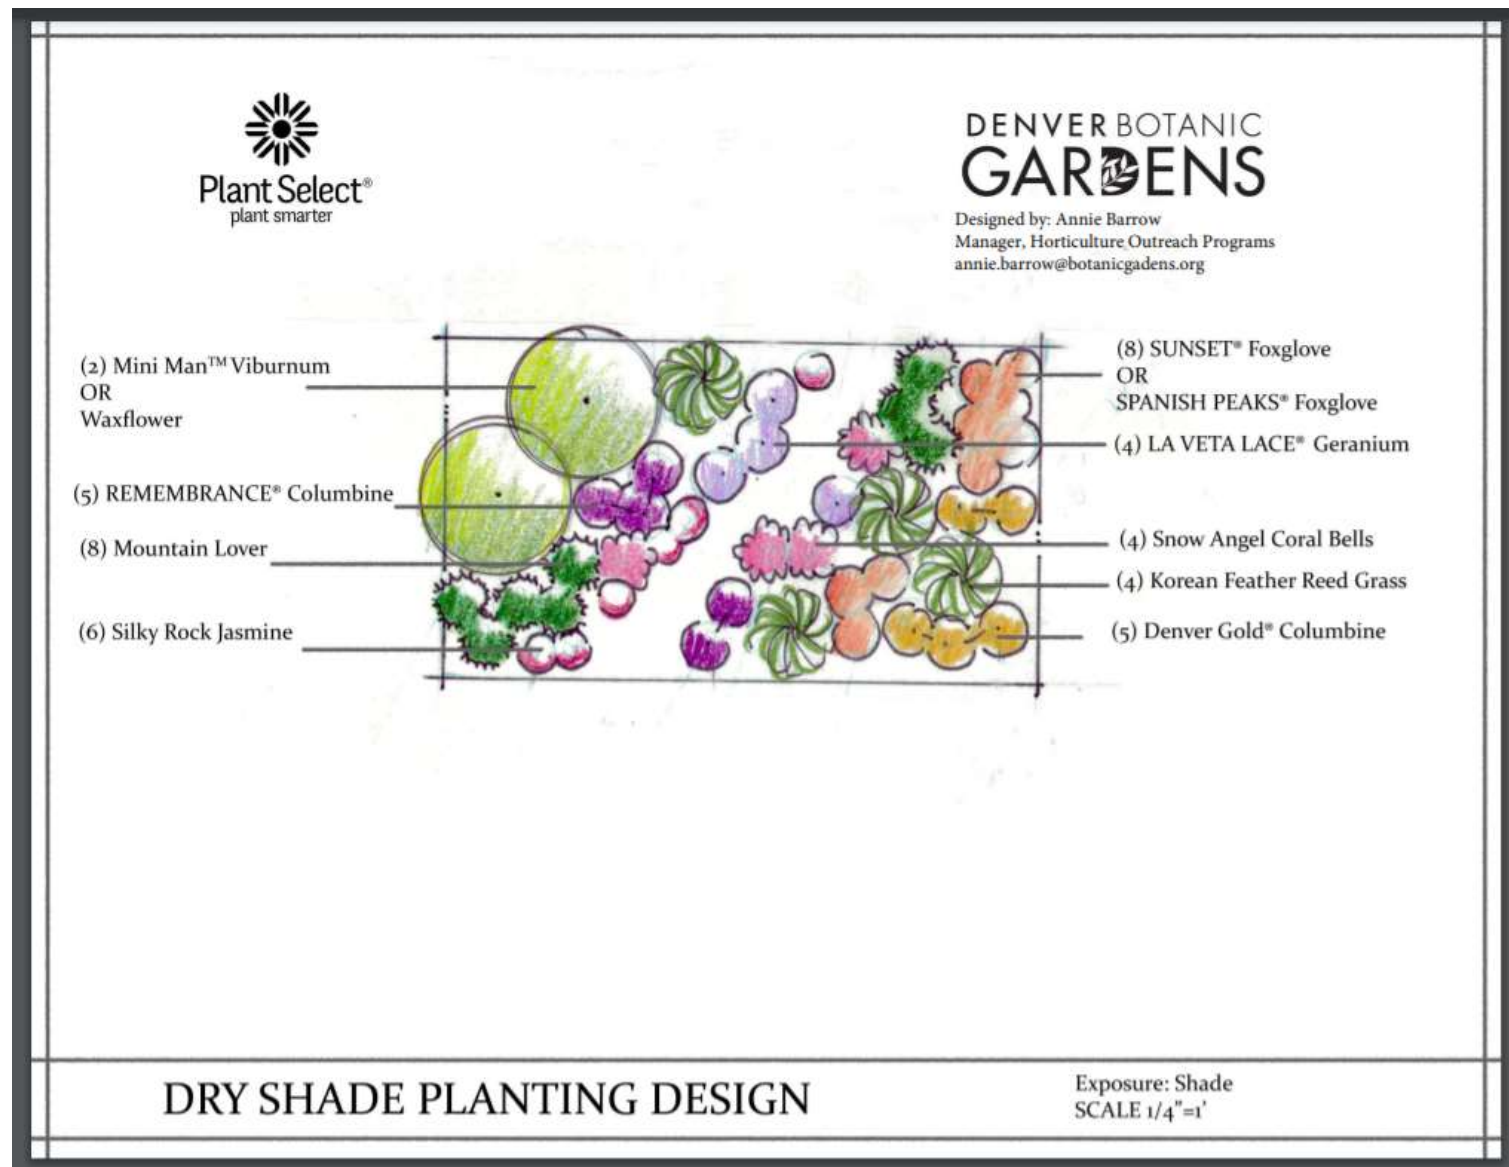 Plant Select®
plant smarter
DENVER BOTANIC
GARDENS
Designed by: Annie Barrow
Manager, Horticulture Outreach Programs
annie.barrow@botanicgadens.org
(2) Mini Man™ Viburnum
OR
Waxflower
(5) REMEMBRANCE® Columbine
(8) Mountain Lover
(6) Silky Rock Jasmine
(8) SUNSET® Foxglove
OR
SPANISH PEAKS® Foxglove
(4) LA VETA LACE® Geranium
(4) Snow Angel Coral Bells
(4) Korean Feather Reed Grass
(5) Denver Gold® Columbine
DRY SHADE PLANTING DESIGN
Exposure: Shade
SCALE 1/4"=1'